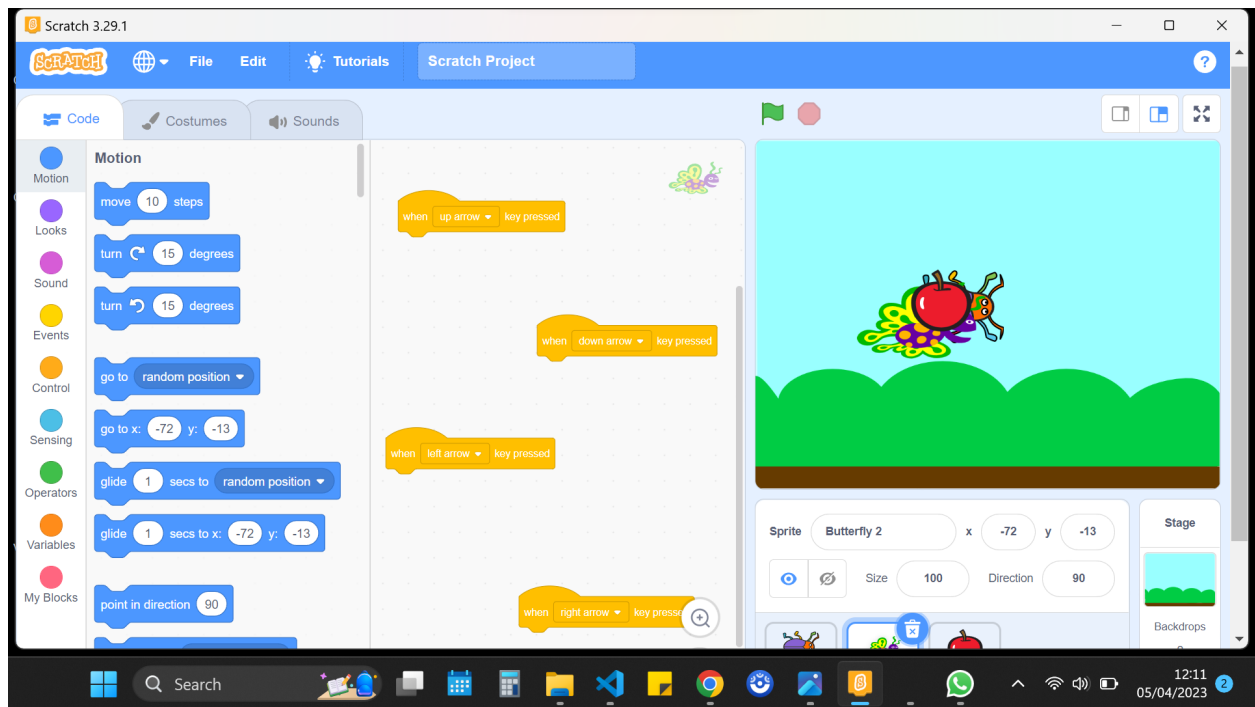 Scratch 3.29.1
SCRATCH File Edit Tutorials Scratch Project ?
Code Costumes Sounds
Motion
Looks
Sound
Events
Control
Sensing
Operators
Variables
My Blocks
Motion
move 10 steps
turn 15 degrees
turn 15 degrees
go to random position
go to x: -72 y: -13
glide 1 secs to random position
glide 1 secs to x: -72 y: -13
point in direction 90
when up arrow key pressed
when down arrow key pressed
when left arrow key pressed
when right arrow key presse
Sprite Butterfly 2 x -72 y -13
Size 100 Direction 90
Stage
Backdrops
Search
12:11
05/04/2023
2